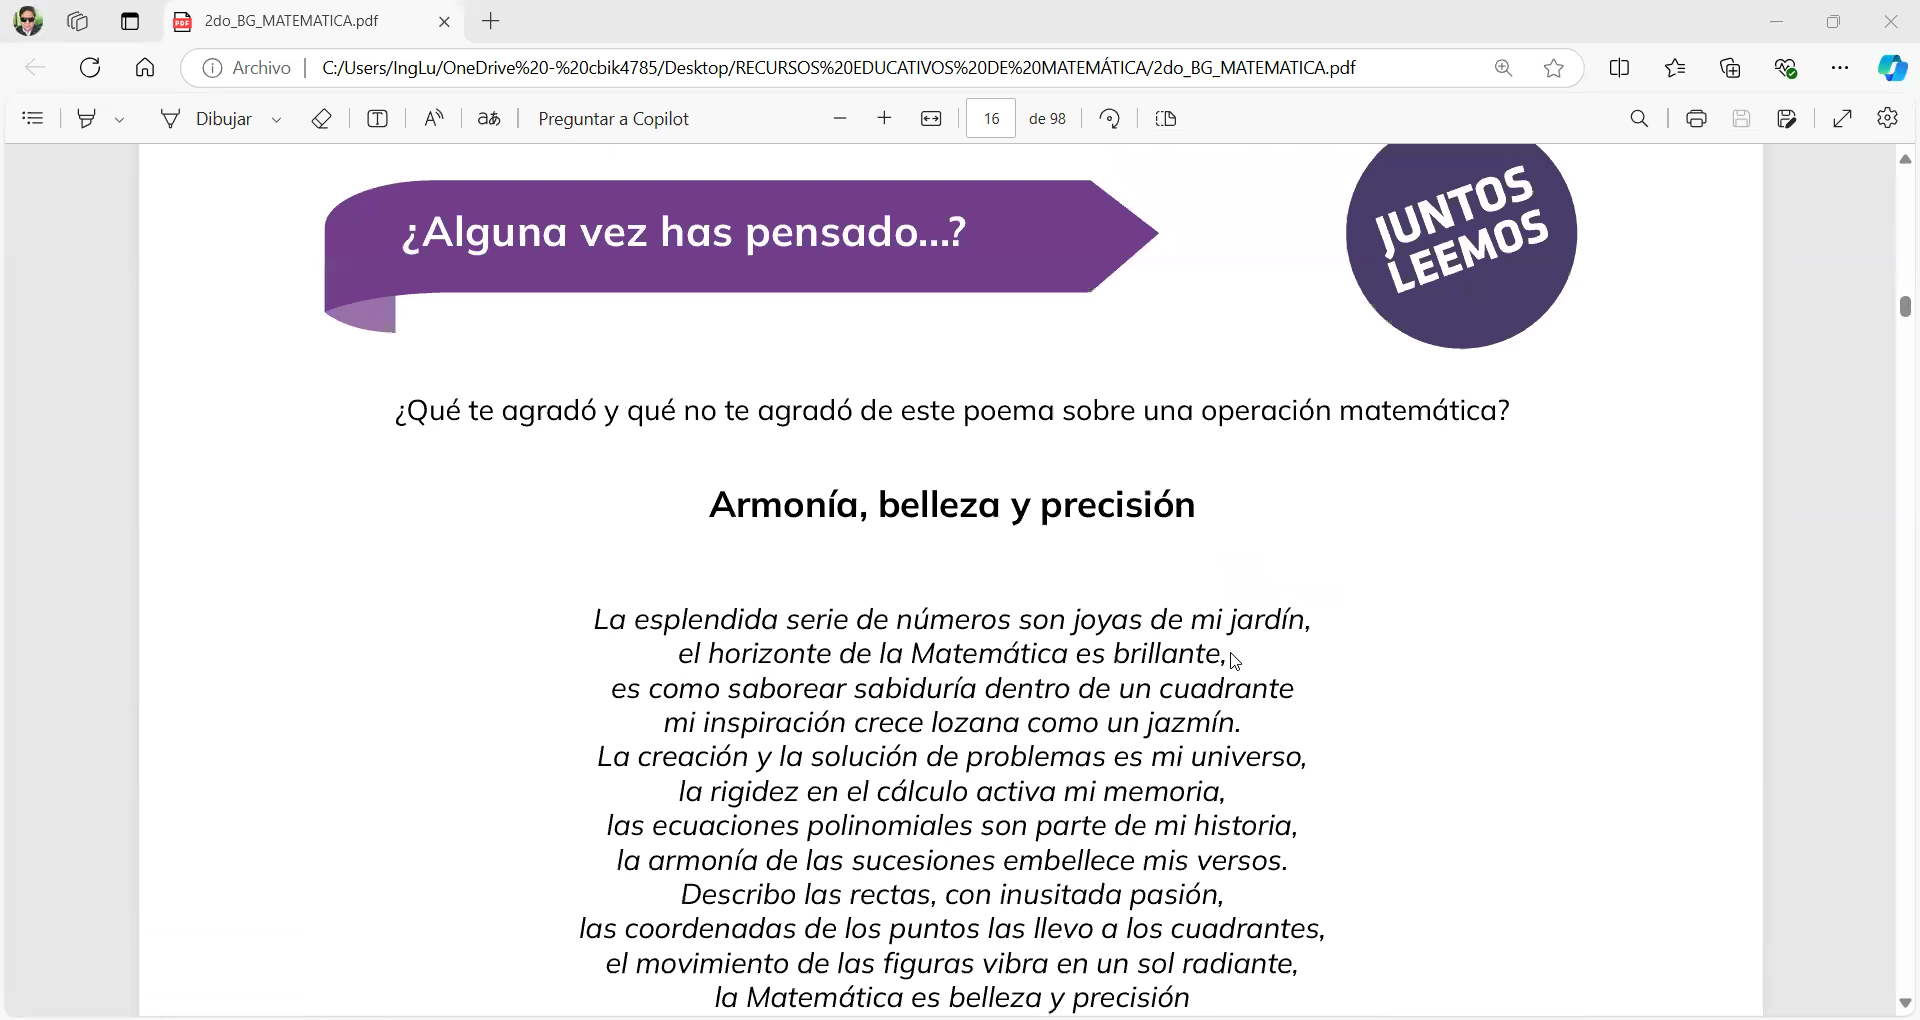 2do_BG_MATEMATICA.pdf
Archivo
C:/Users/IngLu/OneDrive%20-%20cbik4785/Desktop/RECURSOS%20EDUCATIVOS%20DE%20MATEMÁTICA/2do_BG_MATEMATICA.pdf
Dibujar
T
A
aあ
Preguntar a Copilot
16
de 98
¿Alguna vez has pensado...?
JUNTOS
LEEMOS
¿Qué te agradó y qué no te agradó de este poema sobre una operación matemática?
Armonía, belleza y precisión
La esplendida serie de números son joyas de mi jardín,
el horizonte de la Matemática es brillante,
es como saborear sabiduría dentro de un cuadrante
mi inspiración crece lozana como un jazmín.
La creación y la solución de problemas es mi universo,
la rigidez en el cálculo activa mi memoria,
las ecuaciones polinomiales son parte de mi historia,
la armonía de las sucesiones embellece mis versos.
Describo las rectas, con inusitada pasión,
las coordenadas de los puntos las llevo a los cuadrantes,
el movimiento de las figuras vibra en un sol radiante,
la Matemática es belleza y precisión